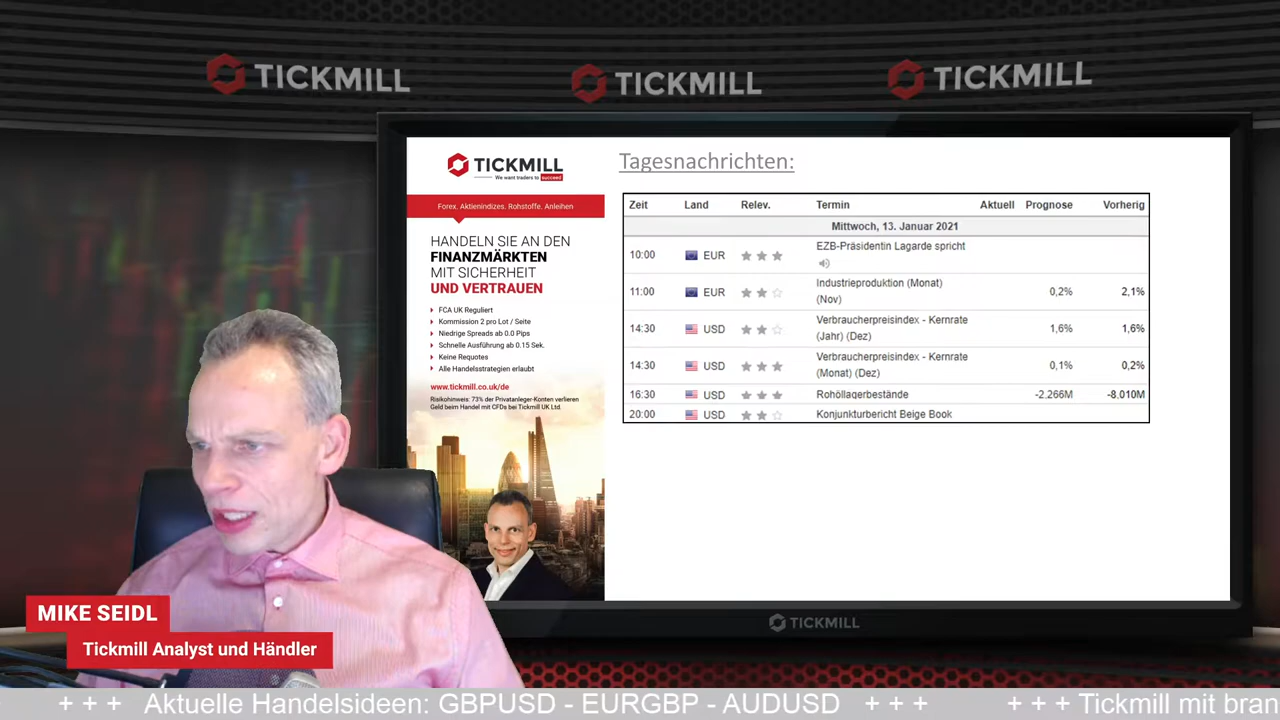 TICKMILL
TICKMILL
TICKMILL
TICKMILL
We want traders to succeed
Forex, Aktienindizes, Rohstoffe, Anleihen
HANDELN SIE AN DEN
FINANZMÄRKTEN
MIT SICHERHEIT
UND VERTRAUEN
FCA UK Reguliert
Kommission 2 pro Lot / Seite
Niedrige Spreads ab 0.0 Pips
Schnelle Ausführung ab 0.15 Sek.
Keine Requotes
Alle Handelsstrategien erlaubt
www.tickmill.co.uk/de
Risikohinweis: 73% der Privatanleger-Konten verlieren
Geld beim Handel mit CFDs bei Tickmill UK Ltd.
Tagesnachrichten:
Zeit Land Relev. Termin Aktuell Prognose Vorherig
Mittwoch, 13. Januar 2021
10:00 EUR EZB-Präsidentin Lagarde spricht
11:00 EUR Industrieproduktion (Monat) (Nov) 0,2% 2,1%
14:30 USD Verbraucherpreisindex - Kernrate (Jahr) (Dez) 1,6% 1,6%
14:30 USD Verbraucherpreisindex - Kernrate (Monat) (Dez) 0,1% 0,2%
16:30 USD Rohöllagerbestände -2.266M -8.010M
20:00 USD Konjunkturbericht Beige Book
TICKMILL
MIKE SEIDL
Tickmill Analyst und Händler
+ + + Aktuelle Handelsideen: GBPUSD - EURGBP - AUDUSD + + + + + + Tickmill mit bran